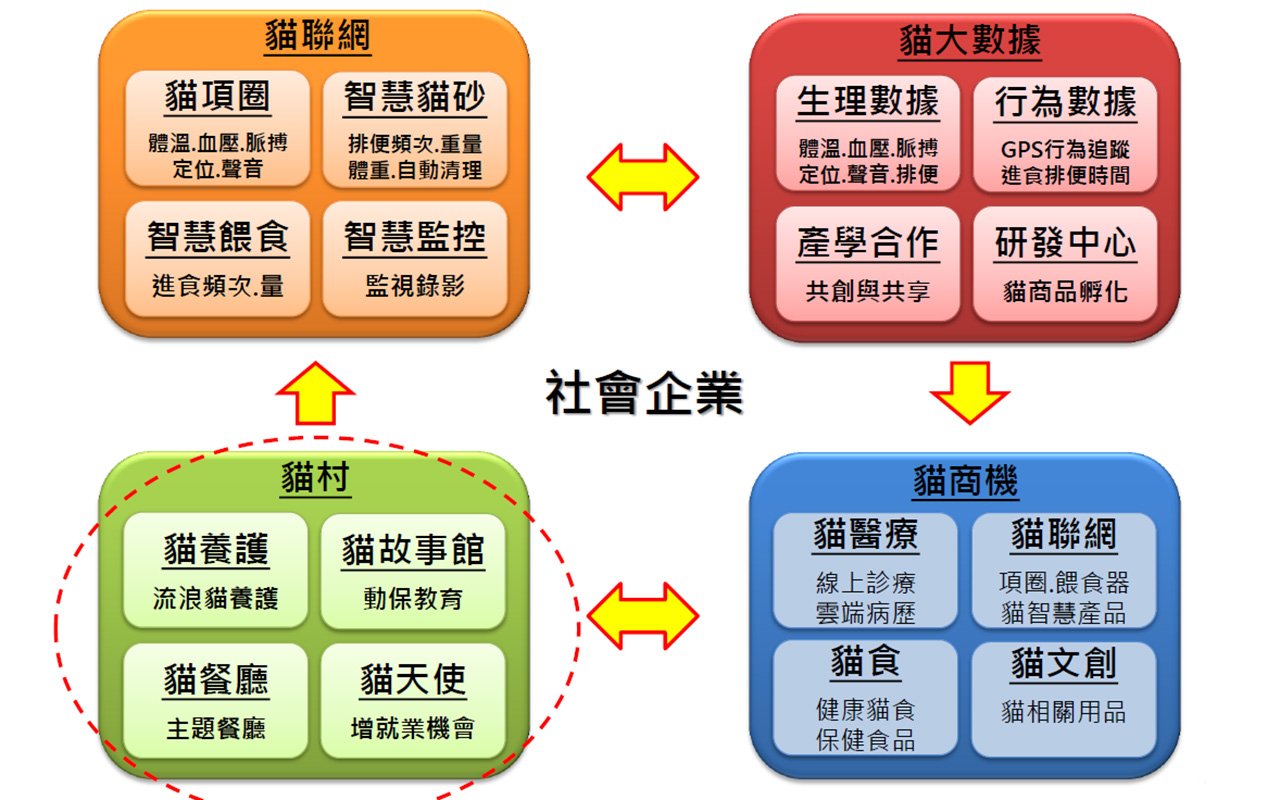 貓聯網
貓項圈
體溫.血壓.脈搏
定位.聲音
智慧貓砂
排便頻次.重量
體重.自動清理
智慧餵食
進食頻次.量
智慧監控
監視錄影
貓大數據
生理數據
體溫.血壓.脈搏
定位.聲音.排便
行為數據
GPS行為追蹤
進食排便時間
產學合作
共創與共享
研發中心
貓商品孵化
社會企業
貓村
貓養護
流浪貓養護
貓故事館
動保教育
貓餐廳
主題餐廳
貓天使
增就業機會
貓商機
貓醫療
線上診療
雲端病歷
貓聯網
項圈.餵食器
貓智慧產品
貓食
健康貓食
保健食品
貓文創
貓相關用品